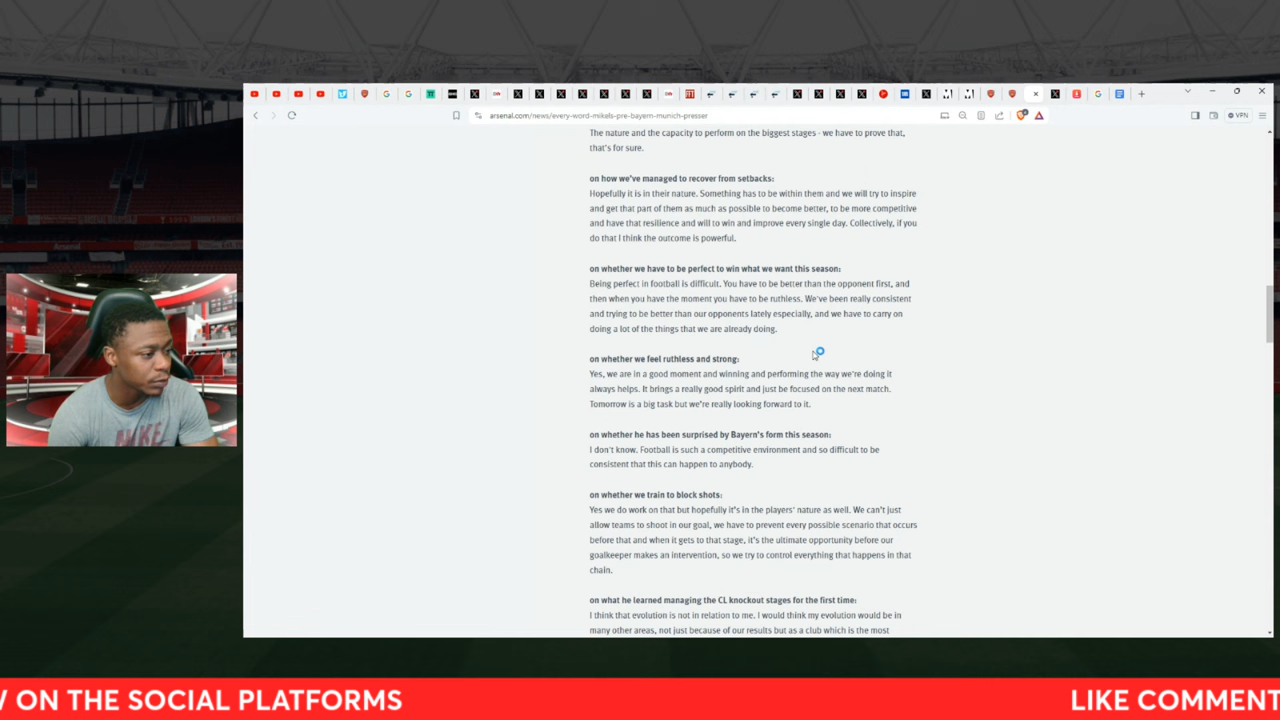 VPN
arsenal.com/news/every-word-mikels-pre-bayern-munich-presser
The nature and the capacity to perform on the biggest stages - we have to prove that,
that's for sure.
on how we've managed to recover from setbacks:
Hopefully it is in their nature. Something has to be within them and we will try to inspire
and get that part of them as much as possible to become better, to be more competitive
and have that resilience and will to win and improve every single day. Collectively, if you
do that I think the outcome is powerful.
on whether we have to be perfect to win what we want this season:
Being perfect in football is difficult. You have to be better than the opponent first, and
then when you have the moment you have to be ruthless. We've been really consistent
and trying to be better than our opponents lately especially, and we have to carry on
doing a lot of the things that we are already doing.
on whether we feel ruthless and strong:
Yes, we are in a good moment and winning and performing the way we're doing it
always helps. It brings a really good spirit and just be focused on the next match.
Tomorrow is a big task but we're really looking forward to it.
on whether he has been surprised by Bayern's form this season:
I don't know. Football is such a competitive environment and so difficult to be
consistent that this can happen to anybody.
on whether we train to block shots:
Yes we do work on that but hopefully it's in the players' nature as well. We can't just
allow teams to shoot in our goal, we have to prevent every possible scenario that occurs
before that and when it gets to that stage, it's the ultimate opportunity before our
goalkeeper makes an intervention, so we try to control everything that happens in that
chain.
on what he learned managing the CL knockout stages for the first time:
I think that evolution is not in relation to me. I would think my evolution would be in
many other areas, not just because of our results but as a club which is the most
ON THE SOCIAL PLATFORMS
LIKE COMMENT